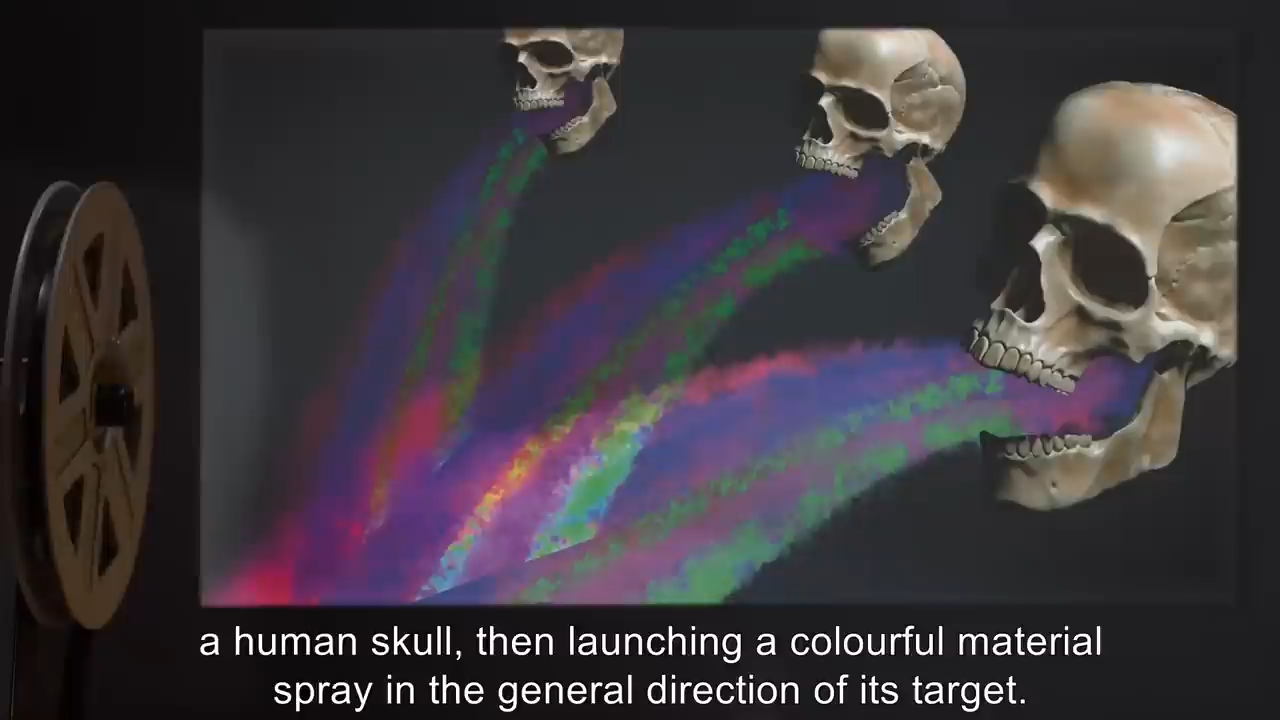 a human skull, then launching a colourful material
spray in the general direction of its target.